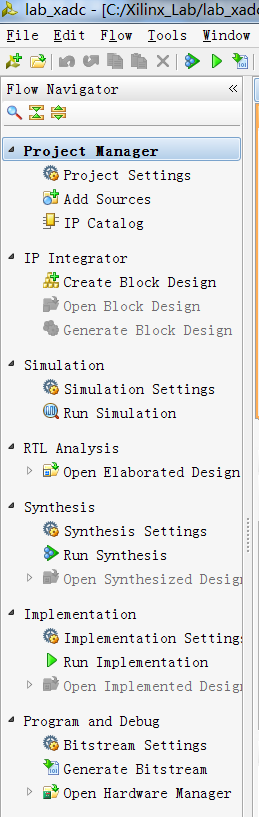 lab_xadc - [C:/Xilinx_Lab/lab_xadc
File Edit Flow Tools Window
Flow Navigator
Project Manager
Project Settings
Add Sources
IP Catalog
IP Integrator
Create Block Design
Open Block Design
Generate Block Design
Simulation
Simulation Settings
Run Simulation
RTL Analysis
Open Elaborated Design
Synthesis
Synthesis Settings
Run Synthesis
Open Synthesized Desig
Implementation
Implementation Setting
Run Implementation
Open Implemented Desig
Program and Debug
Bitstream Settings
Generate Bitstream
Open Hardware Manager